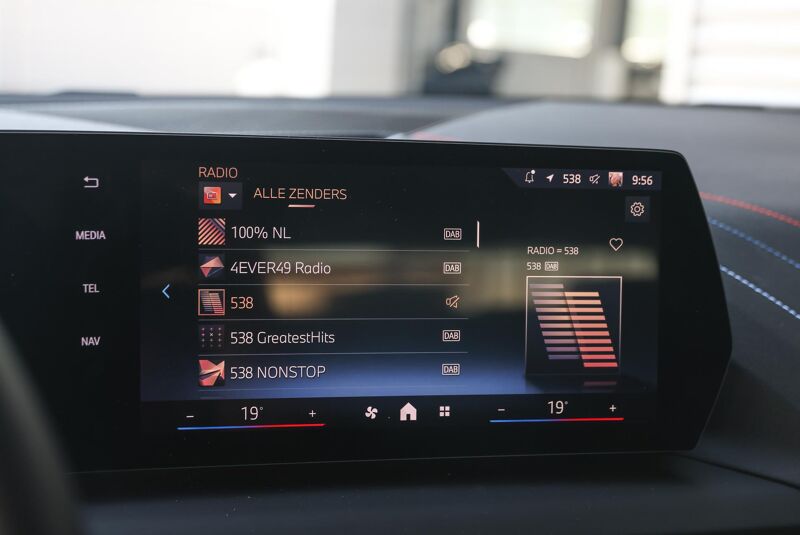 RADIO
538
9:56
ALLE ZENDERS
MEDIA
TEL
NAV
100% NL DAB
4EVER49 Radio DAB
538
538 GreatestHits DAB
538 NONSTOP DAB
RADIO = 538
538 DAB
- 19° +
- 19° +